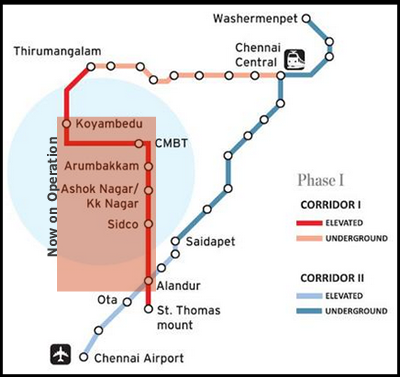 Washermenpet
Thirumangalam
Chennai
Central
Koyambedu
CMBT
Now on Operation
Arumbakkam
Ashok Nagar/
Kk Nagar
Sidco
Saidapet
Alandur
Ota
St. Thomas
mount
Chennai Airport
Phase I
CORRIDOR I
ELEVATED
UNDERGROUND
CORRIDOR II
ELEVATED
UNDERGROUND